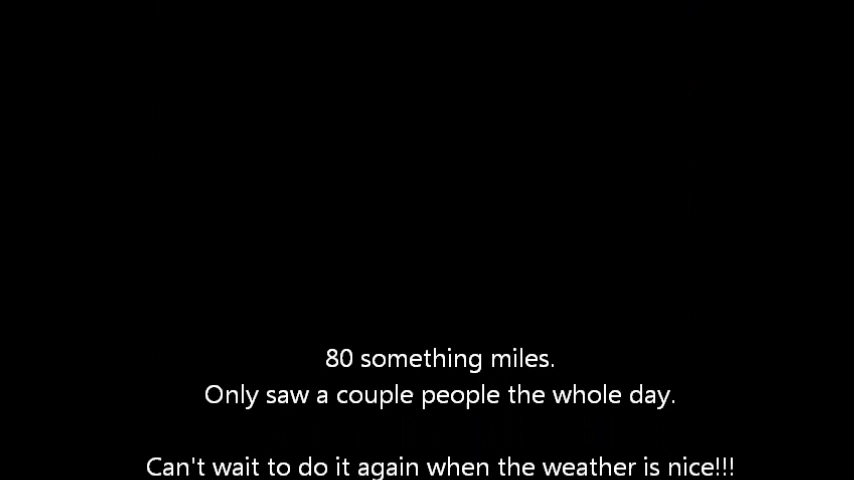 80 something miles.
Only saw a couple people the whole day.
Can't wait to do it again when the weather is nice!!!